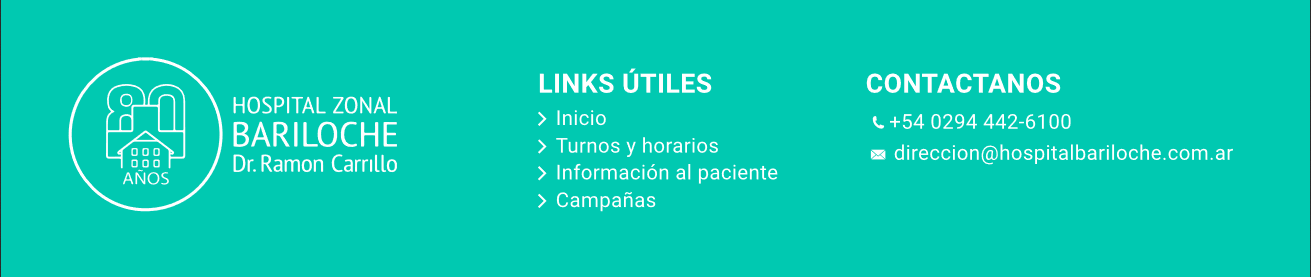 80
AÑOS
HOSPITAL ZONAL
BARILOCHE
Dr. Ramon Carrıllo
LINKS ÚTILES
Inicio
Turnos y horarios
Información al paciente
Campañas
CONTACTANOS
+54 0294 442-6100
direccion@hospitalbariloche.com.ar